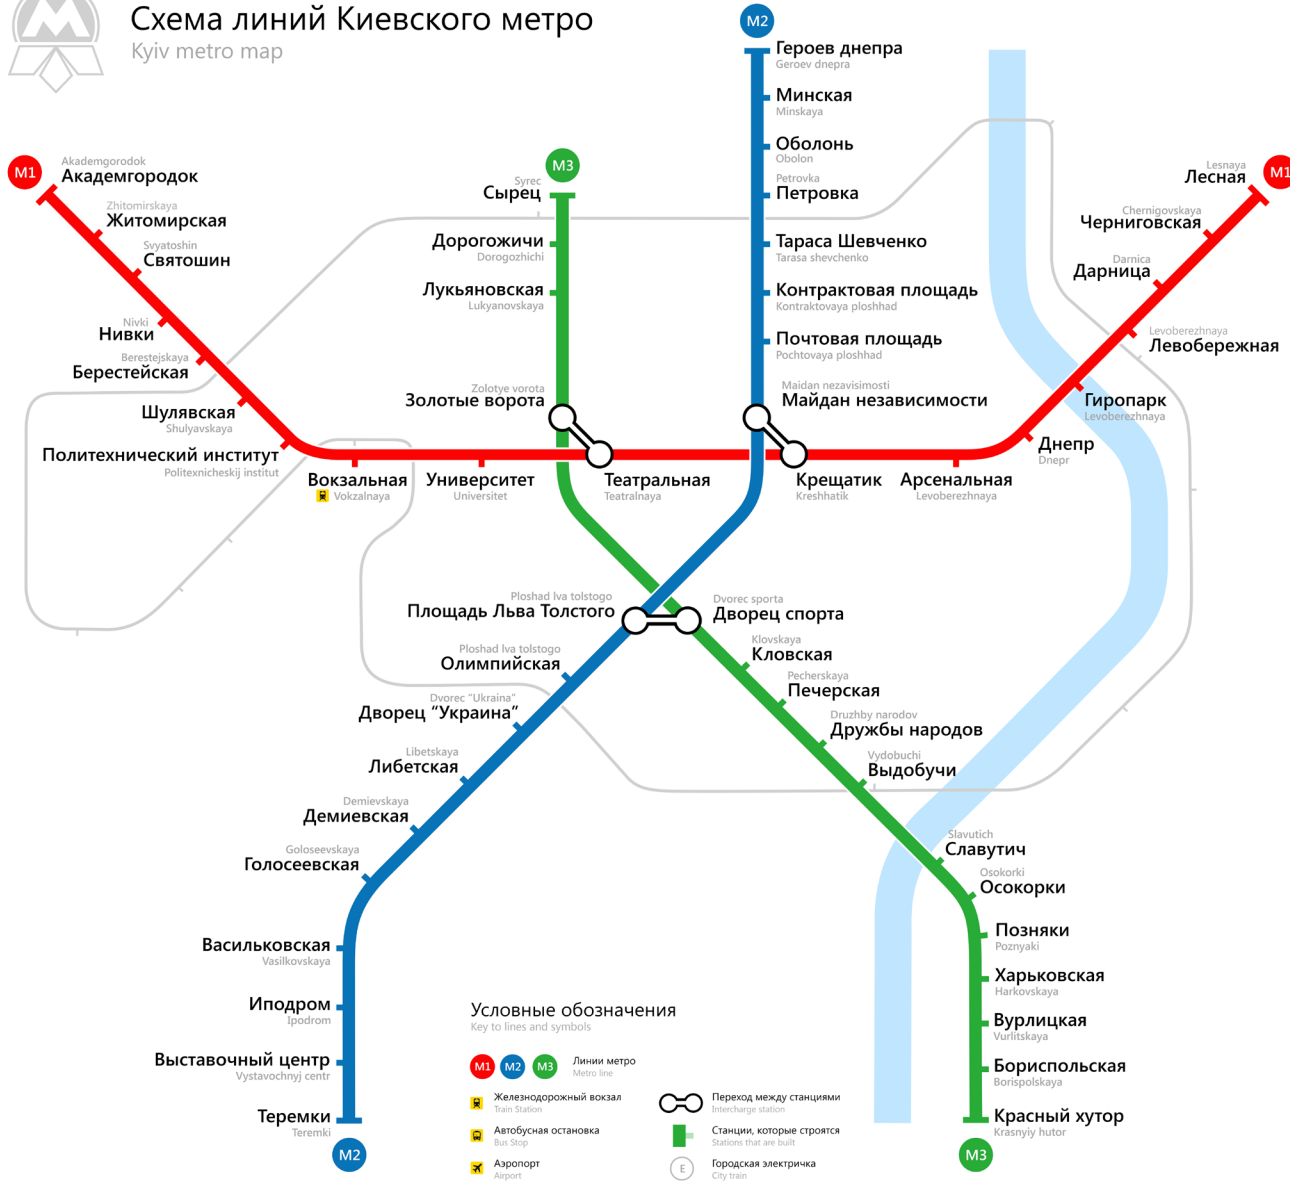 Схема линий Киевского метро
Kyiv metro map
M2
Героев днепра
Geroev dnepra
Минская
Minskaya
Оболонь
Obolon
Petrovka
Петровка
Тараса Шевченко
Tarasa shevchenko
Контрактовая площадь
Kontraktovaya ploshhad
Почтовая площадь
Pochtovaya ploshhad
Maidan nezavisimosti
Майдан независимости
M1
Akademgorodok
Академгородок
Zhitomirskaya
Житомирская
Svyatoshin
Святошин
Nivki
Нивки
Berestejskaya
Берестейская
Шулявская
Shulyavskaya
Политехнический институт
Politexnicheskij institut
M3
Syrec
Сырец
Дорогожичи
Dorogozhichi
Лукьяновская
Lukyanovskaya
Zolotye vorota
Золотые ворота
M1
Lesnaya
Лесная
Chernigovskaya
Черниговская
Darnica
Дарница
Levoberezhnaya
Левобережная
Гиропарк
Levoberezhnaya
Днепр
Dnepr
Вокзальная
Vokzalnaya
Университет
Universitet
Театральная
Teatralnaya
Крещатик
Kreshhatik
Арсенальная
Levoberezhnaya
Ploshad lva tolstogo
Площадь Льва Толстого
Ploshad lva tolstogo
Олимпийская
Dvorec "Ukraina"
Дворец “Украина”
Libetskaya
Либетская
Demievskaya
Демиевская
Goloseevskaya
Голосеевская
Васильковская
Vasilkovskaya
Иподром
Ipodrom
Выставочный центр
Vystavochnyj centr
Теремки
Teremki
M2
Dvorec sporta
Дворец спорта
Klovskaya
Кловская
Pecherskaya
Печерская
Druzhby narodov
Дружбы народов
Vydobuchi
Выдобучи
Slavutich
Славутич
Osokorki
Осокорки
Позняки
Poznyaki
Харьковская
Harkovskaya
Вурлицкая
Vurlitskaya
Бориспольская
Borispolskaya
Красный хутор
Krasnyiy hutor
M3
Условные обозначения
Key to lines and symbols
M1 M2 M3
Линии метро
Metro line
Железнодорожный вокзал
Train Station
Автобусная остановка
Bus Stop
Аэропорт
Airport
Переход между станциями
Intercharge station
Станции, которые строятся
Stations that are built
E
Городская электричка
City train